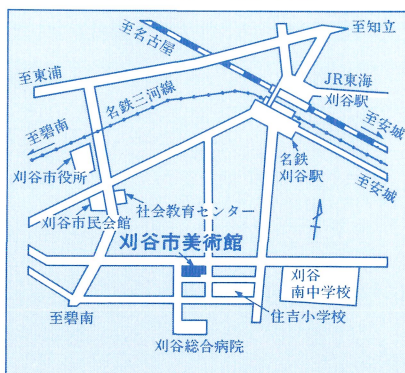 至名古屋
至知立
至東浦
JR東海
刈谷駅
名鉄三河線
至碧南
至安城
刈谷市役所
名鉄
刈谷駅
至安城
社会教育センター
刈谷市民会館
刈谷市美術館
刈谷
南中学校
至碧南
住吉小学校
刈谷総合病院